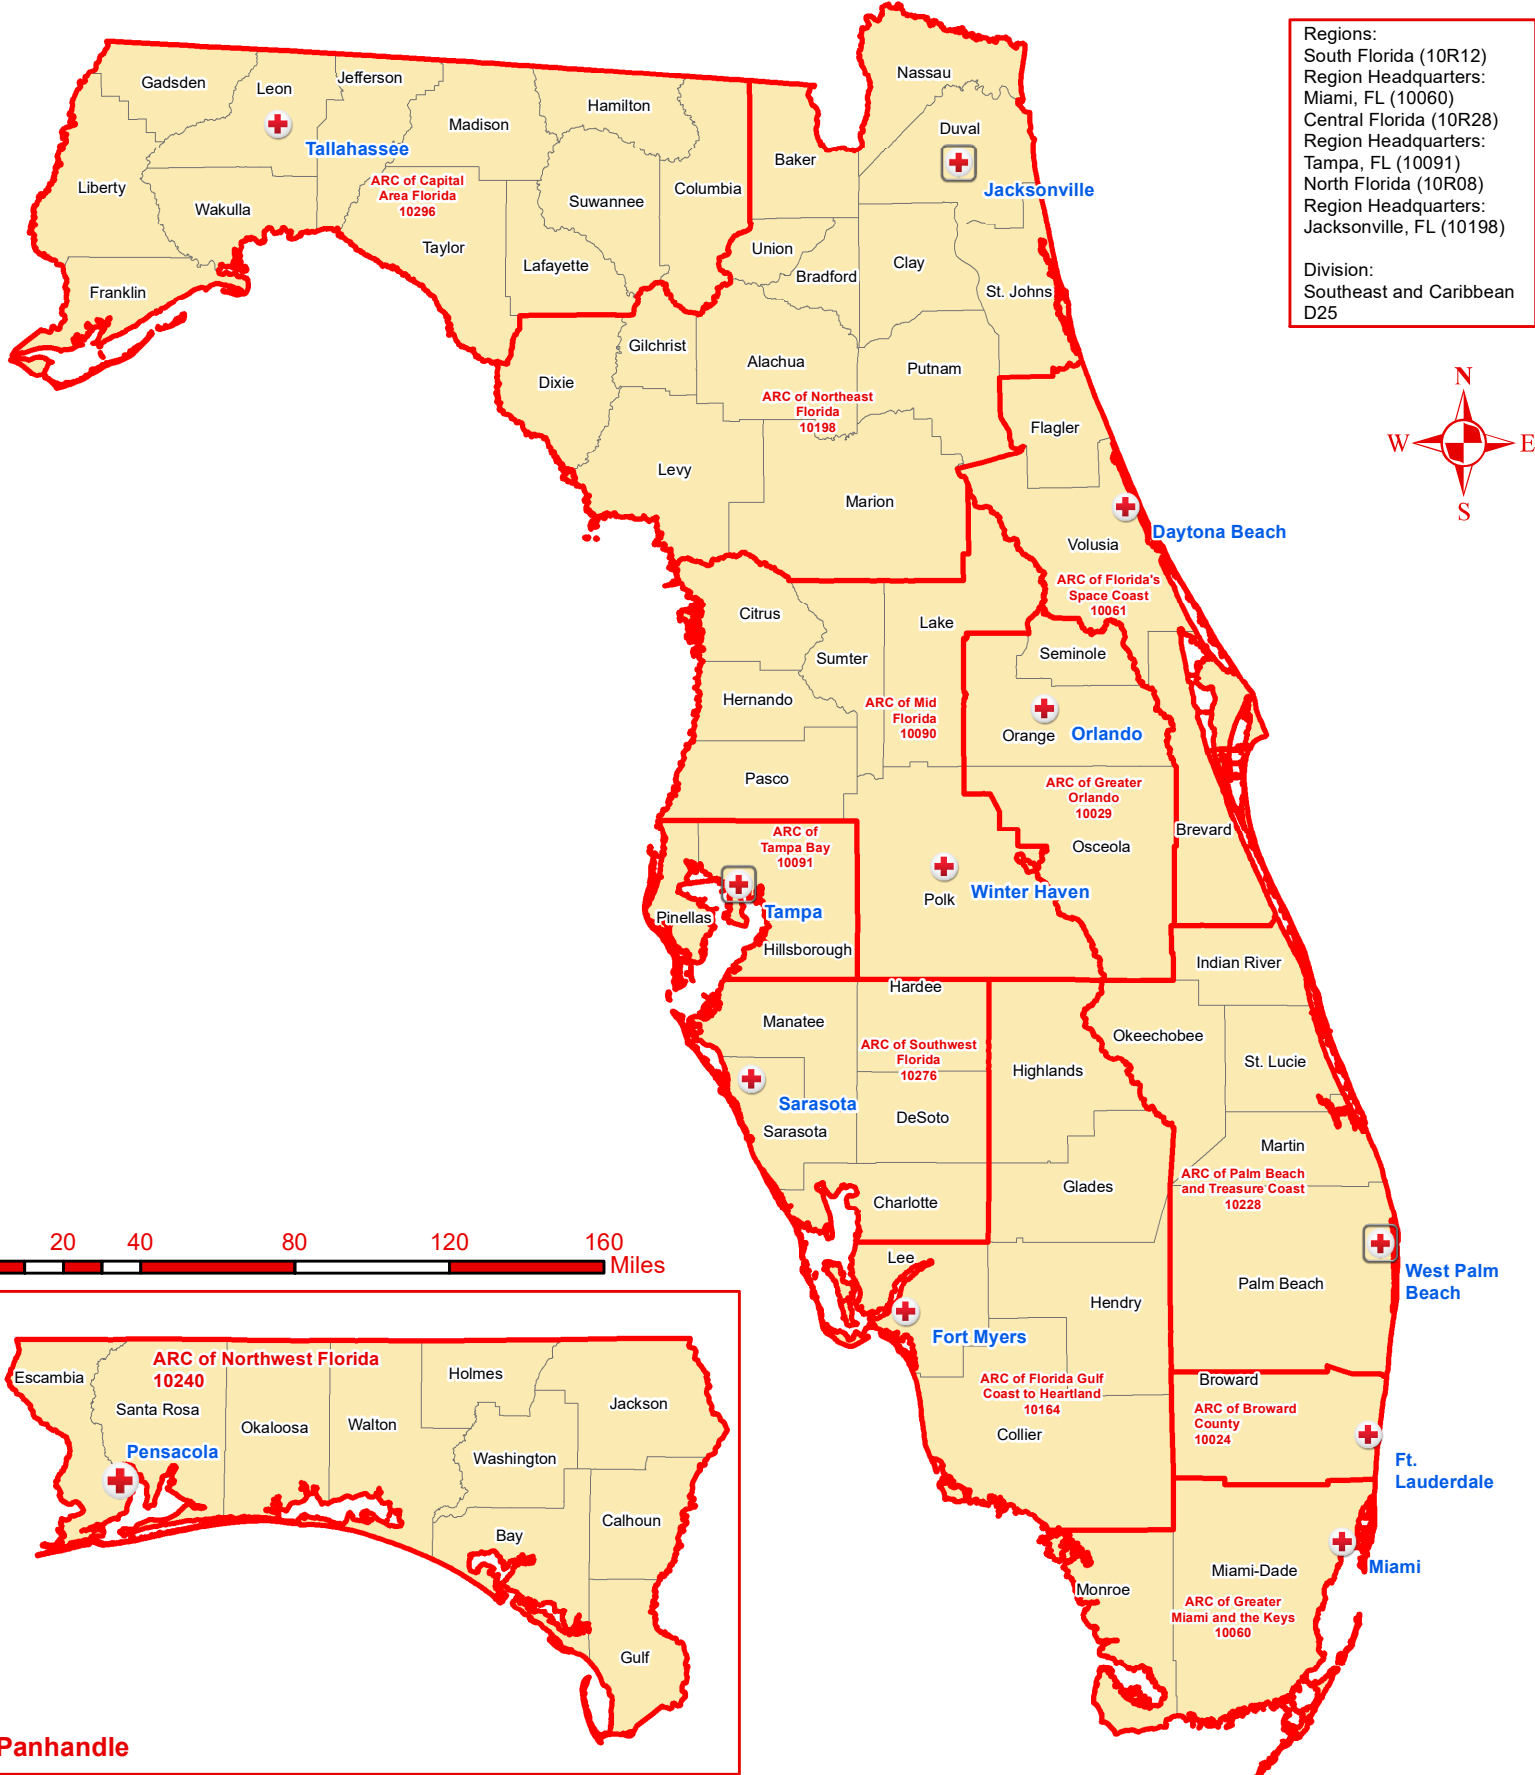 Regions:
South Florida (10R12)
Region Headquarters:
Miami, FL (10060)
Central Florida (10R28)
Region Headquarters:
Tampa, FL (10091)
North Florida (10R08)
Region Headquarters:
Jacksonville, FL (10198)
Division:
Southeast and Caribbean
D25
N
W
E
S
Nassau
Gadsden
Leon
Jefferson
Hamilton
Madison
Duval
Tallahassee
Baker
Jacksonville
Liberty
ARC of Capital
Area Florida
10296
Columbia
Suwannee
Wakulla
Taylor
Union
Lafayette
Bradford
Clay
St. Johns
Franklin
Gilchrist
Alachua
Putnam
Dixie
ARC of Northeast
Florida
10198
Flagler
Levy
Marion
Daytona Beach
Volusia
ARC of Florida's
Space Coast
10061
Citrus
Lake
Sumter
Seminole
Hernando
ARC of Mid
Florida
10090
Orange
Orlando
Pasco
ARC of Greater
Orlando
10029
ARC of
Tampa Bay
10091
Brevard
Osceola
Polk
Winter Haven
Pinellas
Tampa
Hillsborough
Indian River
Hardee
Manatee
Okeechobee
ARC of Southwest
Florida
10276
Highlands
St. Lucie
Sarasota
DeSoto
Sarasota
Martin
ARC of Palm Beach
and Treasure Coast
10228
Glades
Charlotte
Lee
West Palm
Beach
Palm Beach
Hendry
Fort Myers
ARC of Florida Gulf
Coast to Heartland
10164
Broward
ARC of Broward
County
10024
Collier
Ft.
Lauderdale
Miami
Miami-Dade
Monroe
ARC of Greater
Miami and the Keys
10060
20 40 80 120 160
Miles
ARC of Northwest Florida
10240
Escambia
Santa Rosa
Okaloosa
Walton
Holmes
Jackson
Pensacola
Washington
Calhoun
Bay
Gulf
Panhandle